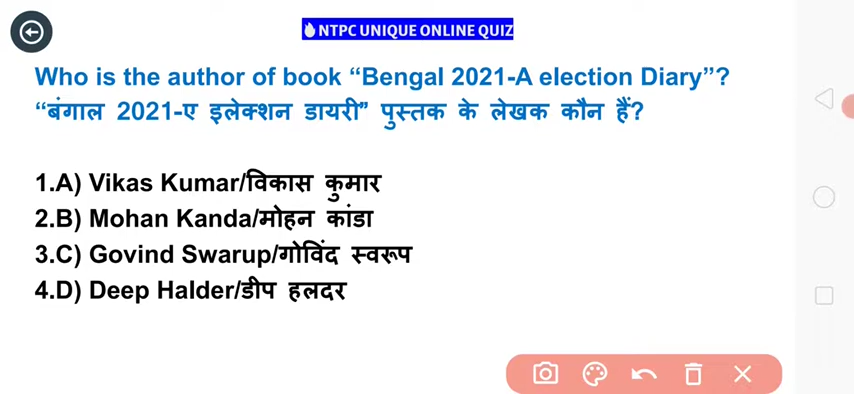 NTPC UNIQUE ONLINE QUIZ
Who is the author of book “Bengal 2021-A election Diary”?
“बंगाल 2021-ए इलेक्शन डायरी” पुस्तक के लेखक कौन हैं?
1.A) Vikas Kumar/विकास कुमार
2.B) Mohan Kanda/मोहन कांडा
3.C) Govind Swarup/गोविंद स्वरूप
4.D) Deep Halder/डीप हलदर